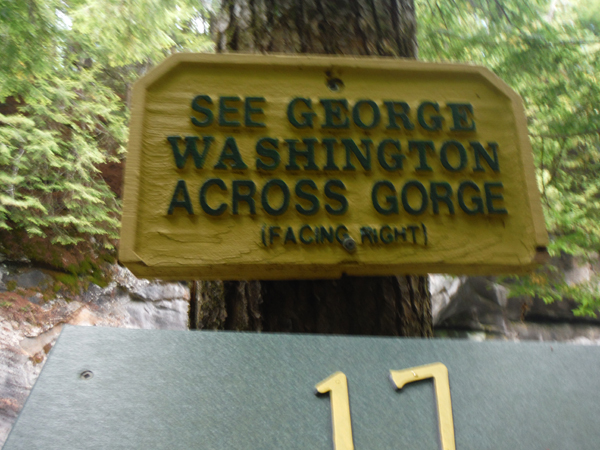 SEE GEORGE
WASHINGTON
ACROSS GORGE
(FACING RIGHT)
17